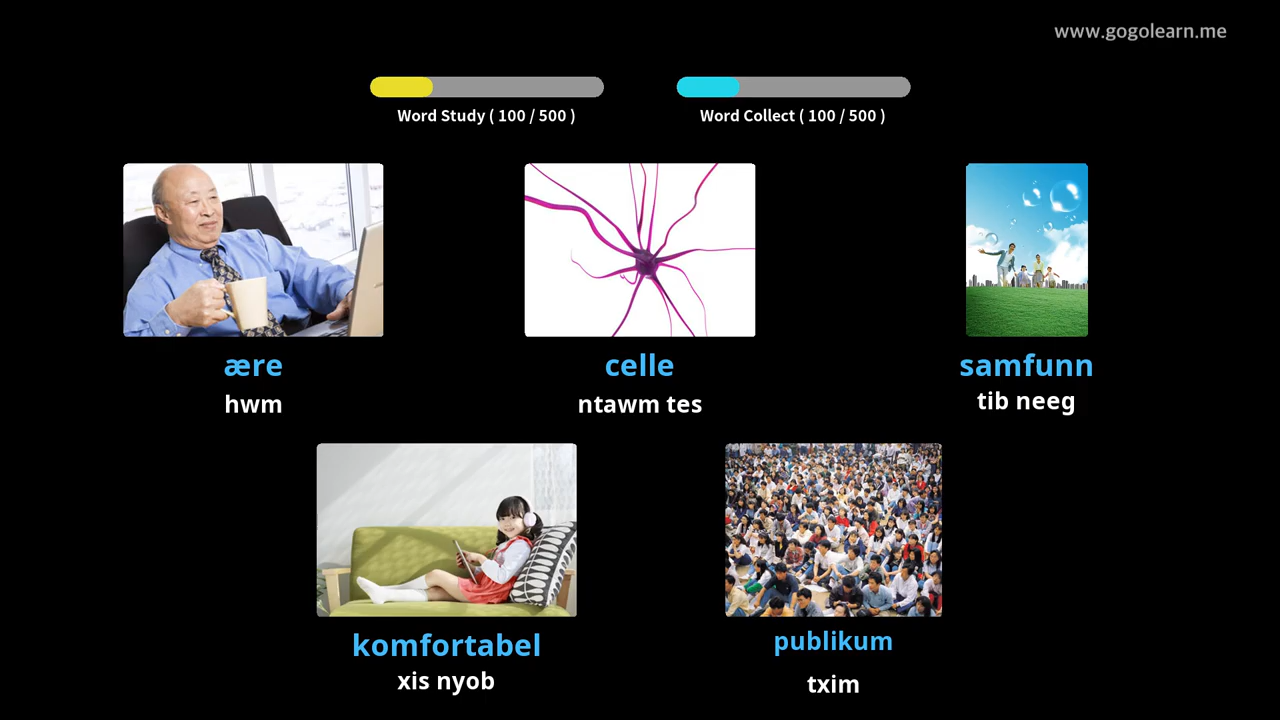 www.gogolearn.me
Word Study ( 100 / 500 )
Word Collect ( 100 / 500 )
ære
hwm
celle
ntawm tes
samfunn
tib neeg
komfortabel
xis nyob
publikum
txim